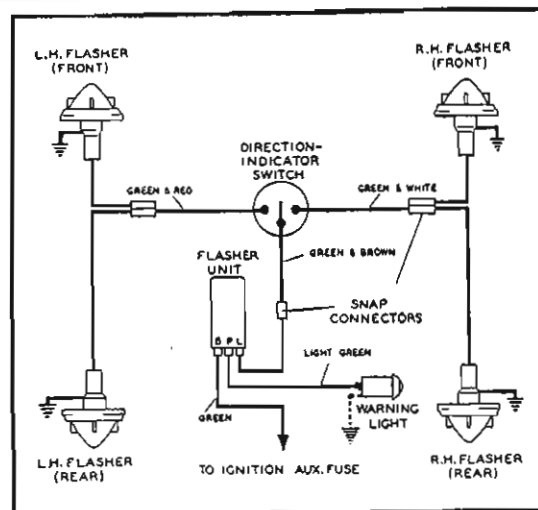 L.H. FLASHER
(FRONT)
R.H. FLASHER
(FRONT)
DIRECTION-
INDICATOR
SWITCH
GREEN & RED
GREEN & WHITE
FLASHER
UNIT
GREEN & BROWN
SNAP
CONNECTORS
B P L
LIGHT GREEN
GREEN
WARNING
LIGHT
L.H. FLASHER
(REAR)
TO IGNITION AUX. FUSE
R.H. FLASHER
(REAR)